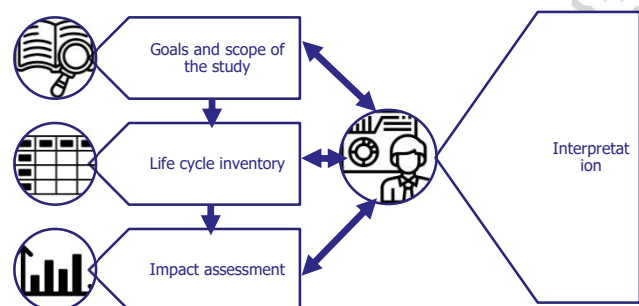 Goals and scope of
the study
Life cycle inventory
Interpretat
ion
Impact assessment